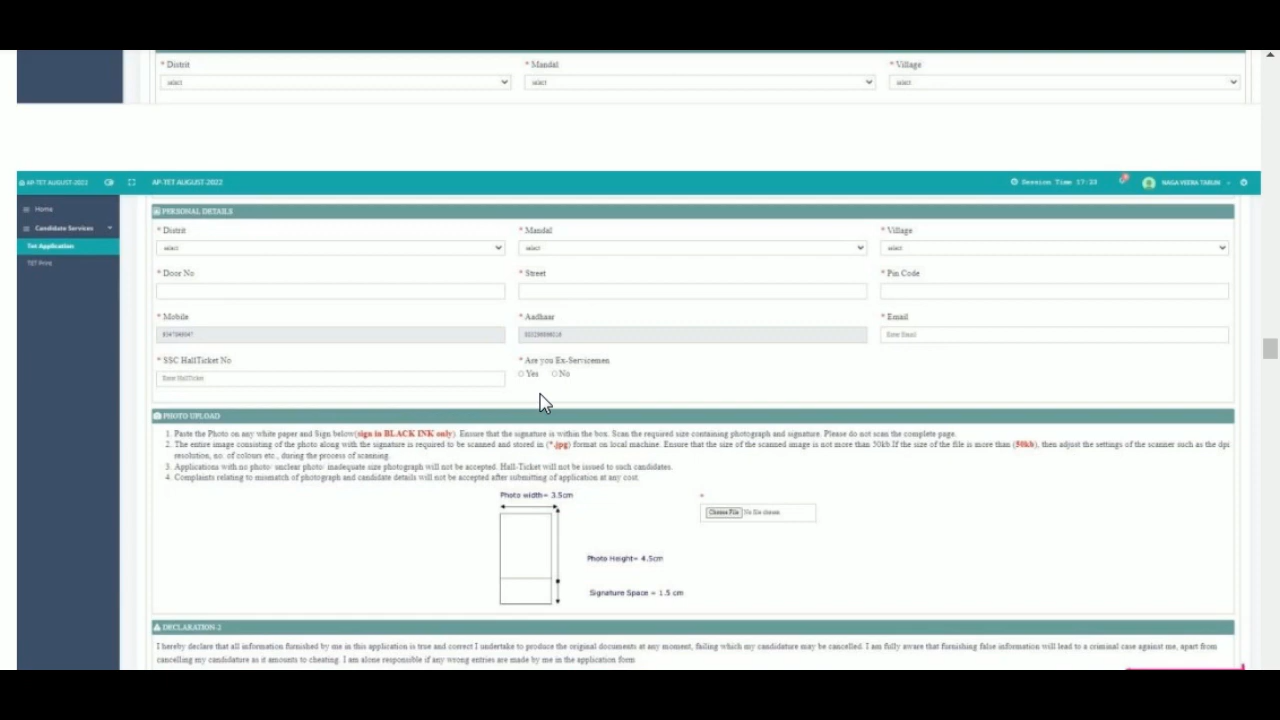 * Distrit * Mandal * Village
select select select
AP-TET AUGUST-2022 AP-TET AUGUST-2022 Session Time 17:33 NAGA VEERA TARUN
Home
Candidate Services
Tet Application
TET Print
PERSONAL DETAILS
* Distrit * Mandal * Village
select select select
* Door No * Street * Pin Code
* Mobile * Aadhaar * Email
Enter Email
* SSC HallTicket No * Are you Ex-Servicemen
Enter HallTicket Yes No
PHOTO UPLOAD
1. Paste the Photo on any white paper and Sign below(sign in BLACK INK only). Ensure that the signature is within the box. Scan the required size containing photograph and signature. Please do not scan the complete page.
2. The entire image consisting of the photo along with the signature is required to be scanned and stored in (*.jpg) format on local machine. Ensure that the size of the scanned image is not more than 50kb.If the size of the file is more than (50kb), then adjust the settings of the scanner such as the dpi
resolution, no: of colours etc., during the process of scanning.
3. Applications with no photo/ unclear photo/ inadequate size photograph will not be accepted. Hall-Ticket will not be issued to such candidates.
4. Complaints relating to mismatch of photograph and candidate details will not be accepted after submitting of application at any cost.
Photo width= 3.5cm *
Choose File No file chosen
Photo Height= 4.5cm
Signature Space = 1.5 cm
DECLARATION-2
I hereby declare that all information furnished by me in this application is true and correct I undertake to produce the original documents at any moment, failing which my candidature may be cancelled. I am fully aware that furnishing false information will lead to a criminal case against me, apart from
cancelling my candidature as it amounts to cheating. I am alone responsible if any wrong entries are made by me in the application form